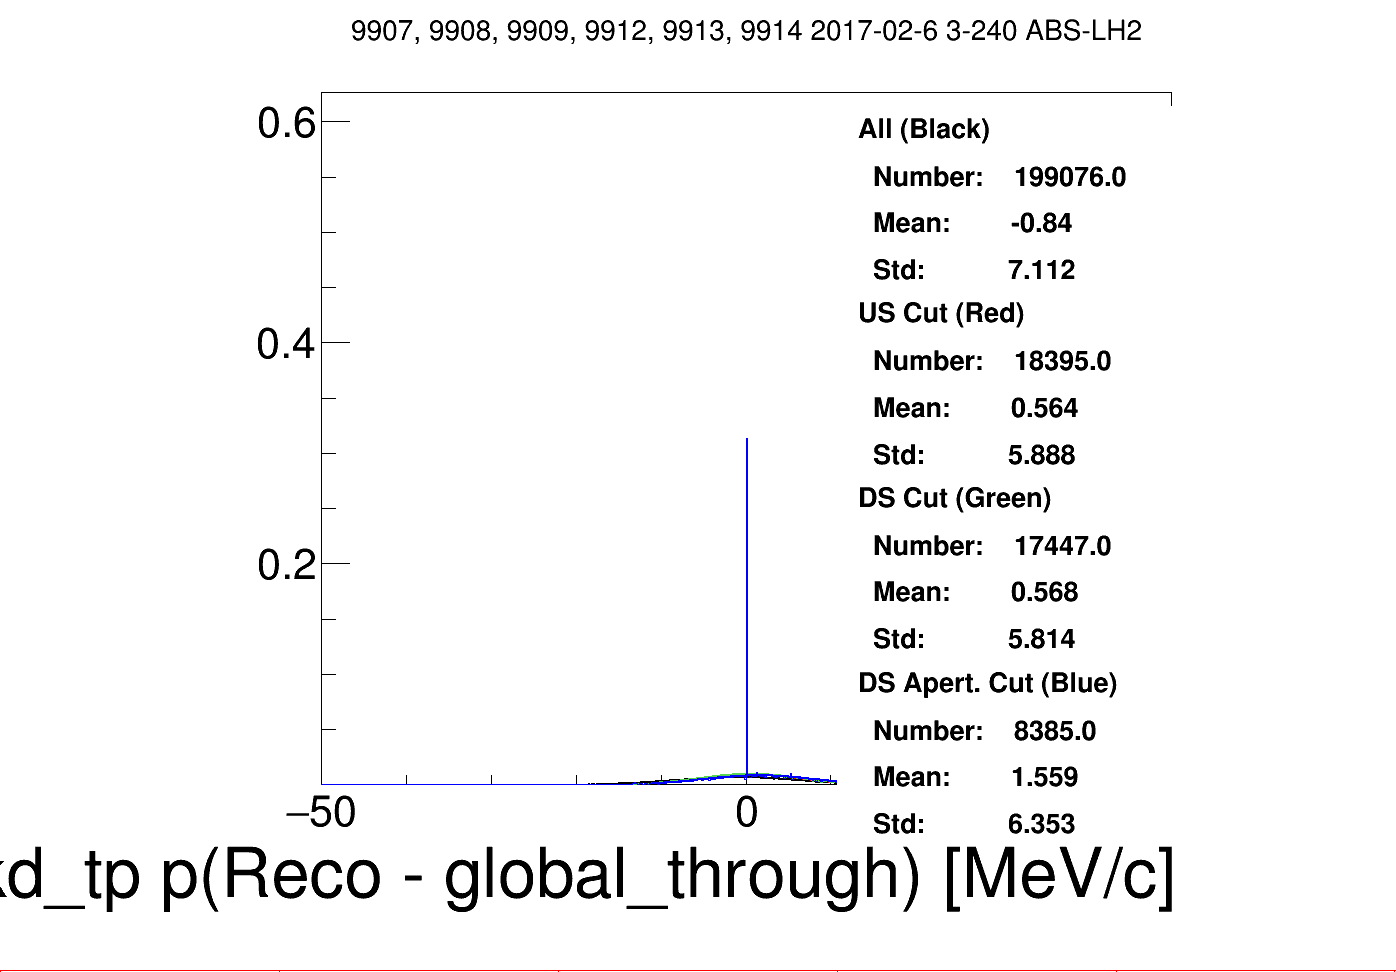 9907, 9908, 9909, 9912, 9913, 9914 2017-02-6 3-240 ABS-LH2
0.6
0.4
0.2
−50
0
All (Black)
Number: 199076.0
Mean: -0.84
Std: 7.112
US Cut (Red)
Number: 18395.0
Mean: 0.564
Std: 5.888
DS Cut (Green)
Number: 17447.0
Mean: 0.568
Std: 5.814
DS Apert. Cut (Blue)
Number: 8385.0
Mean: 1.559
Std: 6.353
kd_tp p(Reco - global_through) [MeV/c]